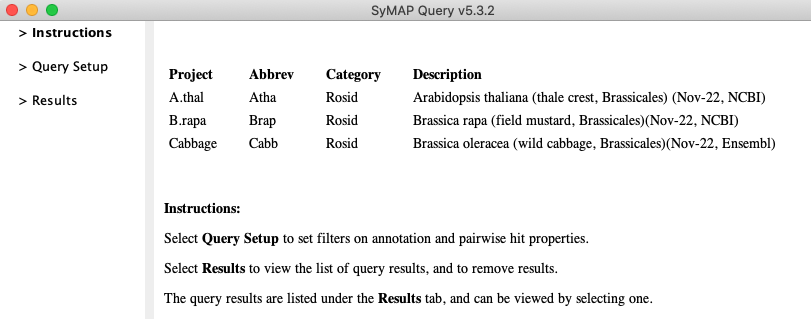 SyMAP Query v5.3.2
> Instructions
> Query Setup
> Results
Project Abbrev Category Description
A.thal Atha Rosid Arabidopsis thaliana (thale crest, Brassicales) (Nov-22, NCBI)
B.rapa Brap Rosid Brassica rapa (field mustard, Brassicales)(Nov-22, NCBI)
Cabbage Cabb Rosid Brassica oleracea (wild cabbage, Brassicales)(Nov-22, Ensembl)
Instructions:
Select Query Setup to set filters on annotation and pairwise hit properties.
Select Results to view the list of query results, and to remove results.
The query results are listed under the Results tab, and can be viewed by selecting one.